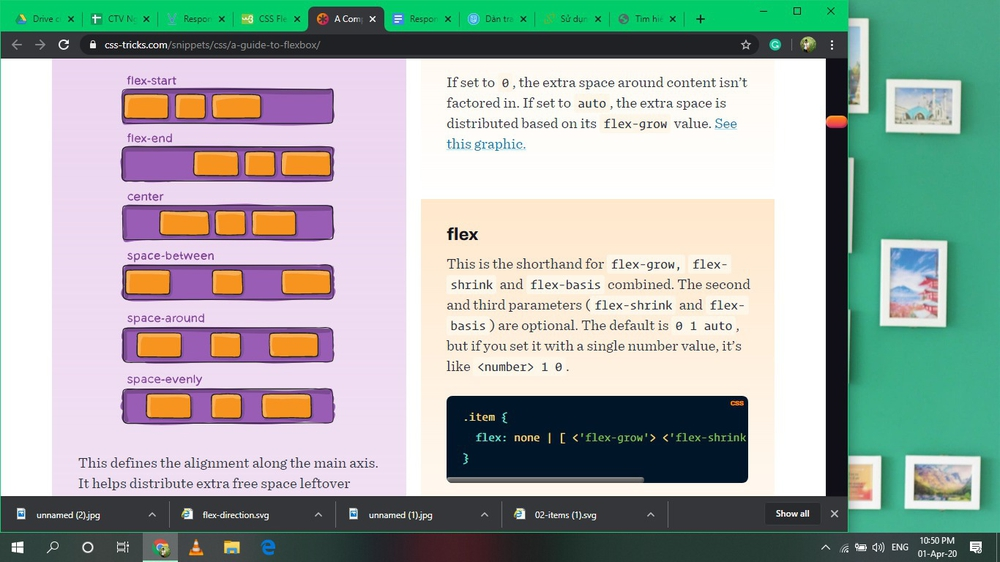 Drive c
CTV N
Respon
CSS Fle
A Comp
Respon
Dàn tra
Sử dụn
Tìm hiể
css-tricks.com/snippets/css/a-guide-to-flexbox/
flex-start
flex-end
center
space-between
space-around
space-evenly
This defines the alignment along the main axis.
It helps distribute extra free space leftover
If set to 0, the extra space around content isn't
factored in. If set to auto, the extra space is
distributed based on its flex-grow value. See
this graphic.
flex
This is the shorthand for flex-grow, flex-
shrink and flex-basis combined. The second
and third parameters (flex-shrink and flex-
basis) are optional. The default is 0 1 auto,
but if you set it with a single number value, it's
like <number> 1 0.
CSS
.item {
flex: none | [ <'flex-grow'> <'flex-shrink
}
unnamed (2).jpg
flex-direction.svg
unnamed (1).jpg
02-items (1).svg
Show all
ENG
10:50 PM
01-Apr-20